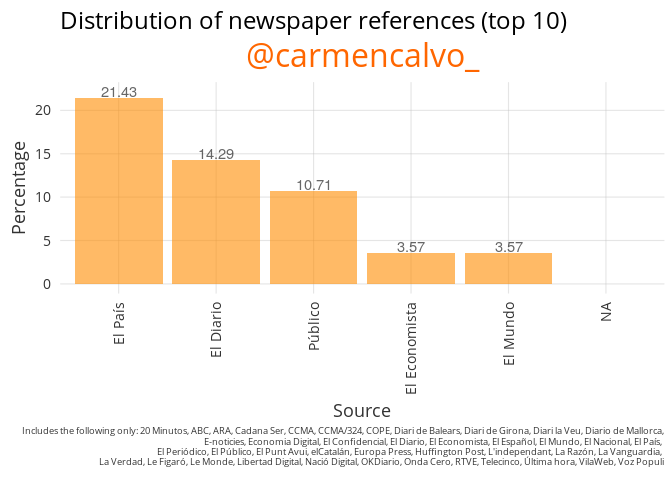 Distribution of newspaper references (top 10)
@carmencalvo_
Percentage
20
15
10
5
0
21.43
14.29
10.71
3.57
3.57
El País
El Diario
Público
El Economista
El Mundo
NA
Source
Includes the following only: 20 Minutos, ABC, ARA, Cadana Ser, CCMA, CCMA/324, COPE, Diari de Balears, Diari de Girona, Diari la Veu, Diario de Mallorca,
E-noticies, Economia Digital, El Confidencial, El Diario, El Economista, El Español, El Mundo, El Nacional, El País,
El Periódico, El Público, El Punt Avui, elCatalán, Europa Press, Huffington Post, L'independant, La Razón, La Vanguardia,
La Verdad, Le Figaró, Le Monde, Libertad Digital, Nació Digital, OKDiario, Onda Cero, RTVE, Telecinco, Última hora, VilaWeb, Voz Populi